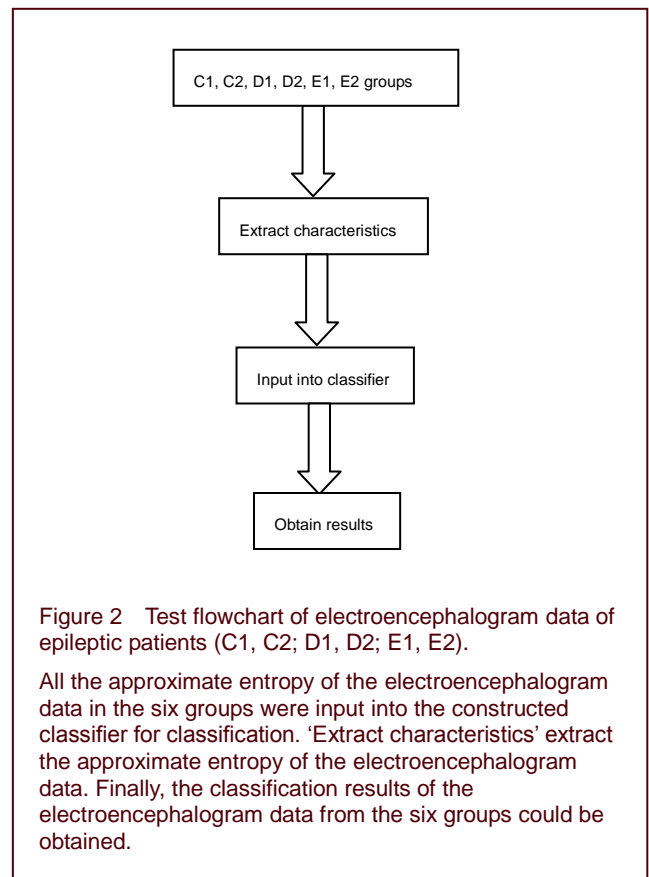 C1, C2, D1, D2, E1, E2 groups
Extract characteristics
Input into classifier
Obtain results
Figure 2 Test flowchart of electroencephalogram data of
epileptic patients (C1, C2; D1, D2; E1, E2).
All the approximate entropy of the electroencephalogram
data in the six groups were input into the constructed
classifier for classification. ‘Extract characteristics’ extract
the approximate entropy of the electroencephalogram
data. Finally, the classification results of the
electroencephalogram data from the six groups could be
obtained.